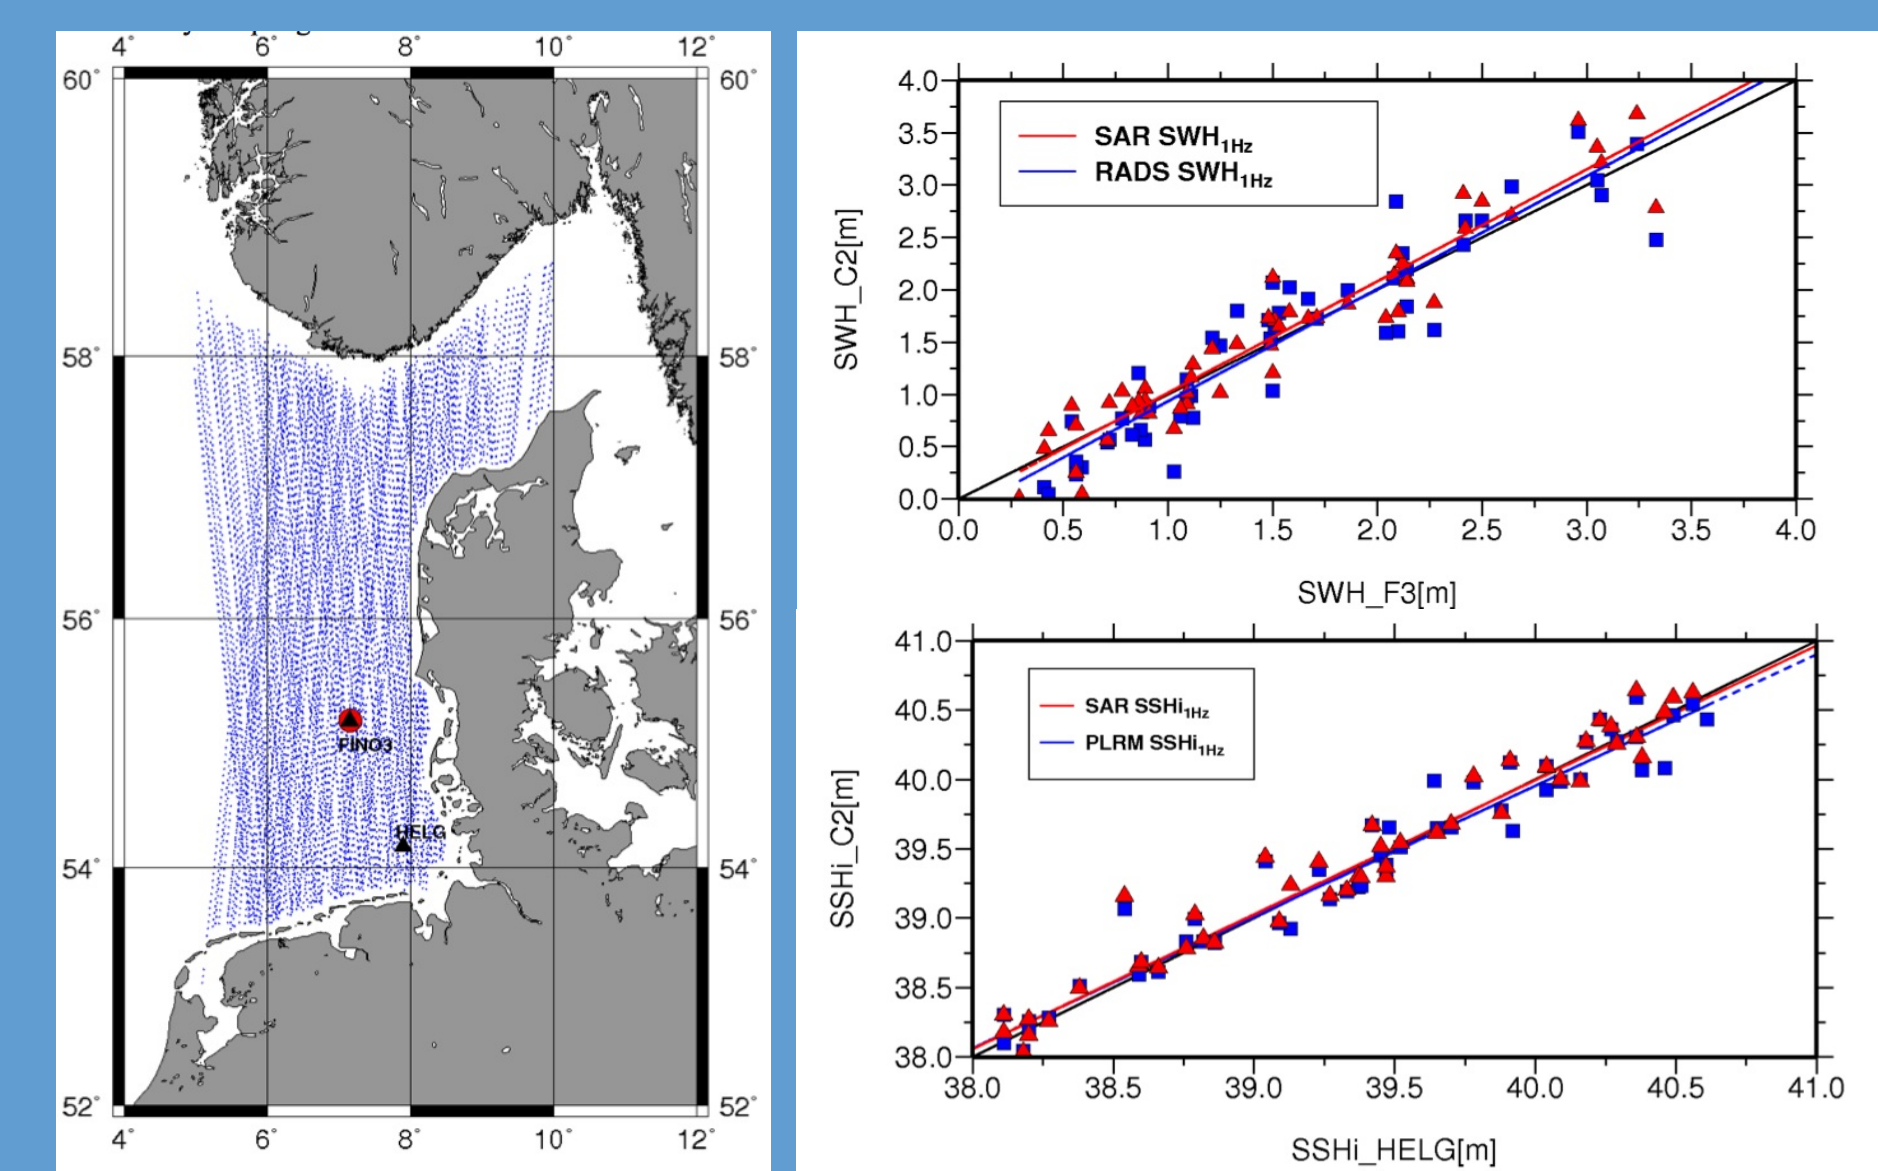 4° 6° 8° 10° 12°
60° 60°
58° 58°
56° 56°
FINO3
HELG
54° 54°
52° 52°
4° 6° 8° 10° 12°
SAR SWH1Hz
RADS SWH1Hz
SWH_C2[m]
4.0
3.5
3.0
2.5
2.0
1.5
1.0
0.5
0.0
0.0 0.5 1.0 1.5 2.0 2.5 3.0 3.5 4.0
SWH_F3[m]
SAR SSHi1Hz
PLRM SSHi1Hz
SSHi_C2[m]
41.0
40.5
40.0
39.5
39.0
38.5
38.0
38.0 38.5 39.0 39.5 40.0 40.5 41.0
SSHi_HELG[m]